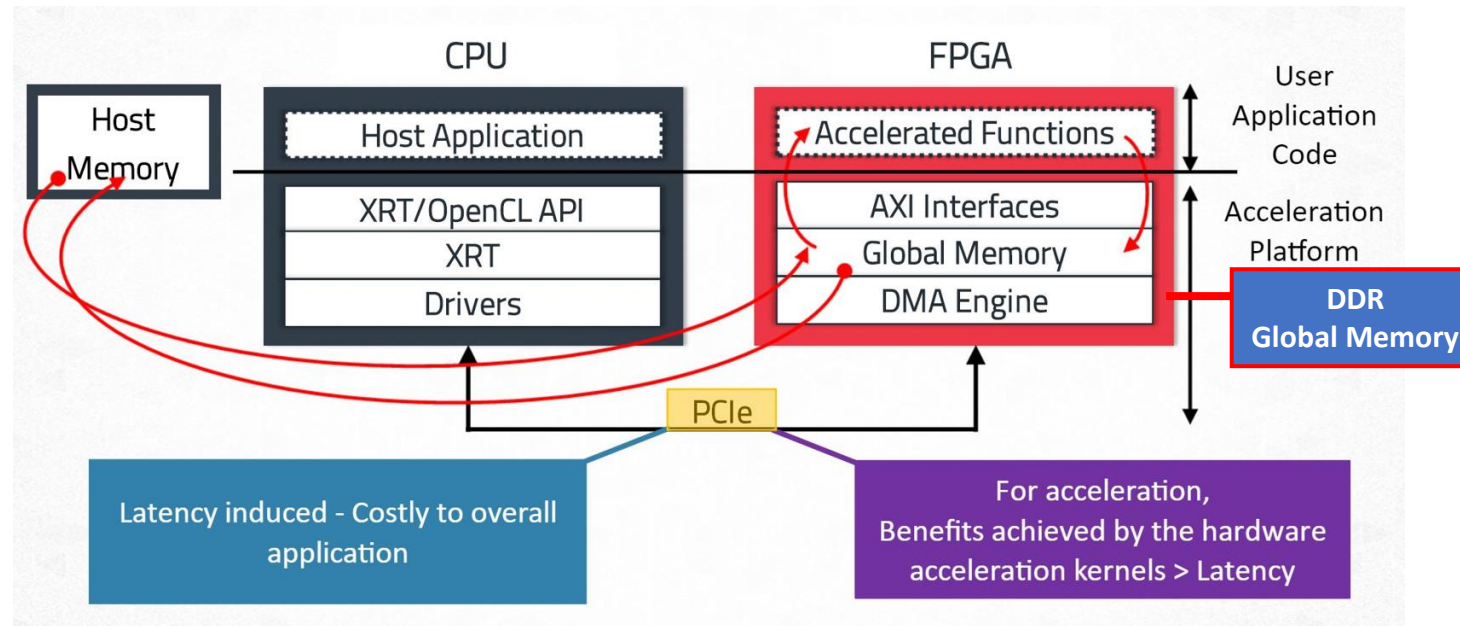 CPU
FPGA
Host
Memory
Host Application
XRT/OpenCL API
XRT
Drivers
Accelerated Functions
AXI Interfaces
Global Memory
DMA Engine
User
Application
Code
Acceleration
Platform
DDR
Global Memory
PCIe
Latency induced - Costly to overall
application
For acceleration,
Benefits achieved by the hardware
acceleration kernels > Latency